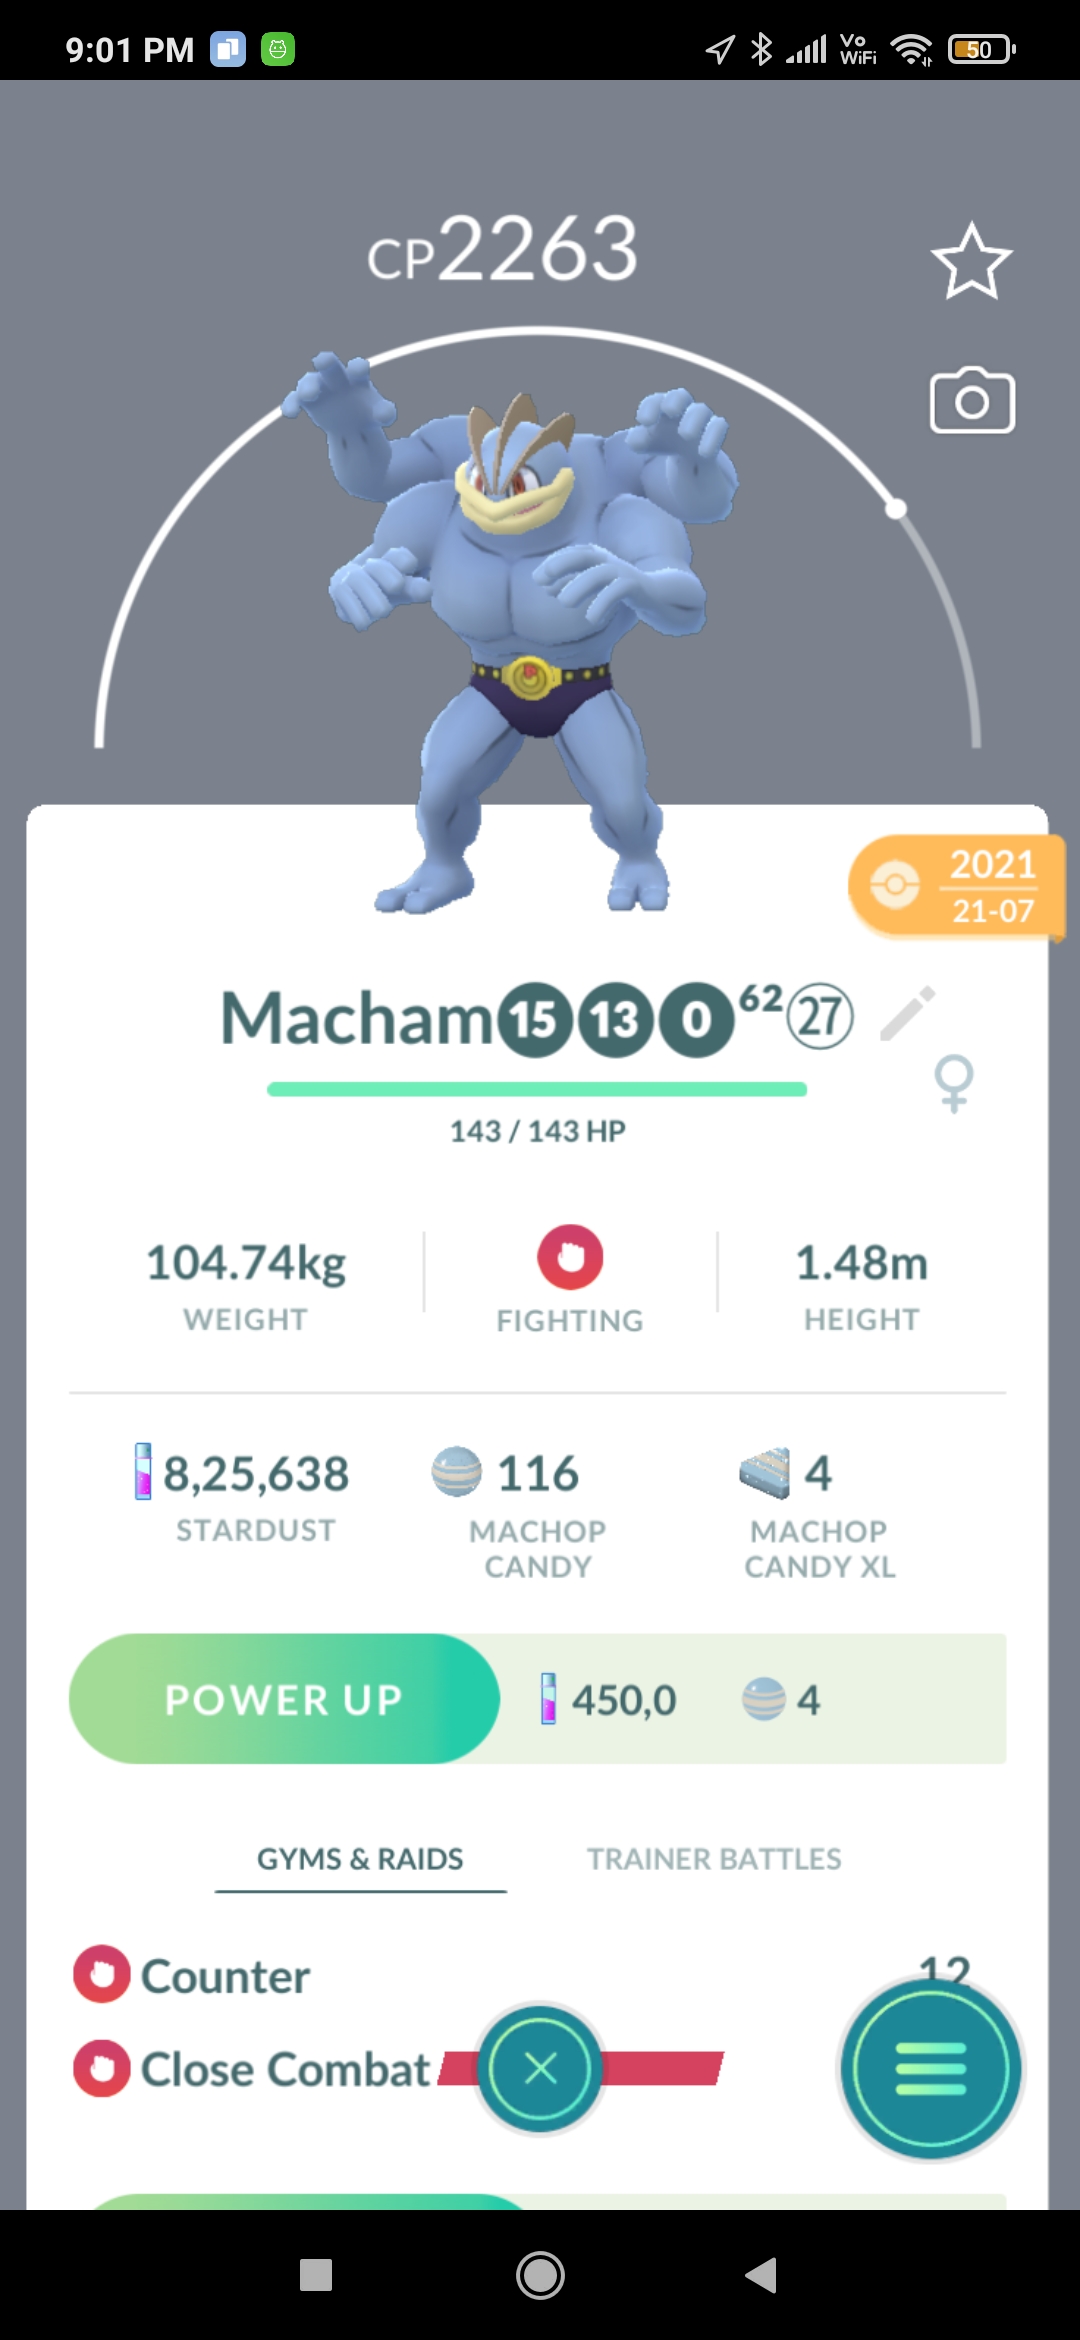 9:01 PM
Vo
WiFi
50
CP2263
2021
21-07
Macham⓯⓭⓿⁶²㉗
143 / 143 HP
104.74kg
WEIGHT
FIGHTING
1.48m
HEIGHT
8,25,638
STARDUST
116
MACHOP
CANDY
4
MACHOP
CANDY XL
POWER UP
450,0
4
GYMS & RAIDS
TRAINER BATTLES
Counter
12
Close Combat